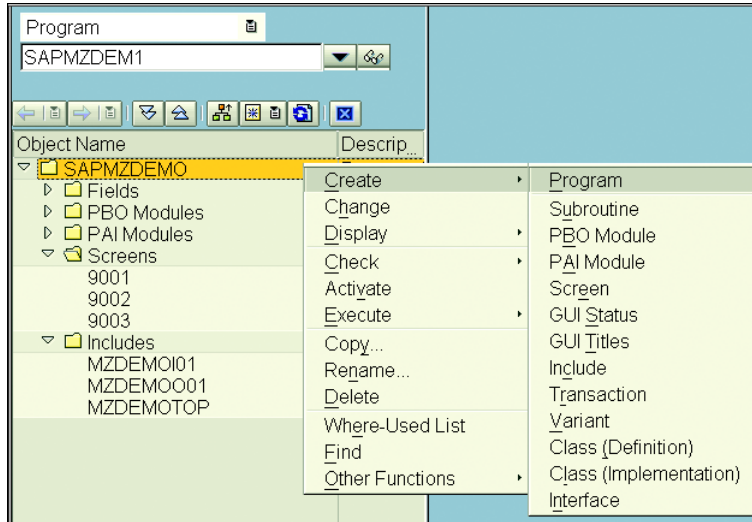 Program
SAPMZDEM1
Object Name
Descrip...
SAPMZDEMO
Fields
PBO Modules
PAI Modules
Screens
9001
9002
9003
Includes
MZDEMOI01
MZDEMOO01
MZDEMOTOP
Create
Change
Display
Check
Activate
Execute
Copy...
Rename...
Delete
Where-Used List
Find
Other Functions
Program
Subroutine
PBO Module
PAI Module
Screen
GUI Status
GUI Titles
Include
Transaction
Variant
Class (Definition)
Class (Implementation)
Interface